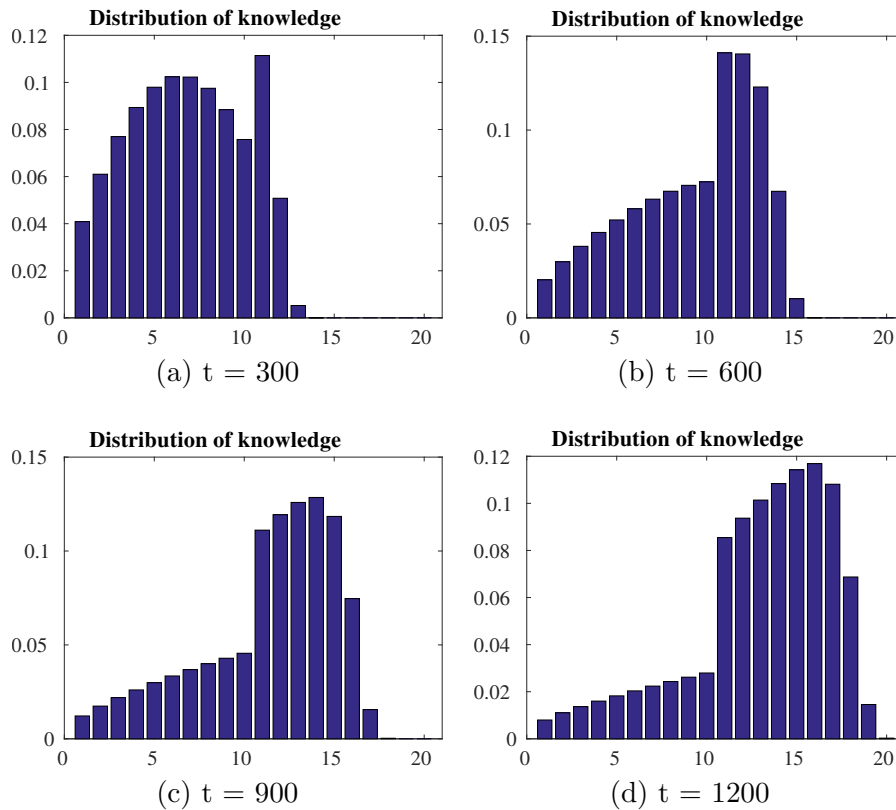 Distribution of knowledge
0.12
0.1
0.08
0.06
0.04
0.02
0
0 5 10 15 20
(a) t = 300
Distribution of knowledge
0.15
0.1
0.05
0
0 5 10 15 20
(b) t = 600
Distribution of knowledge
0.15
0.1
0.05
0
0 5 10 15 20
(c) t = 900
Distribution of knowledge
0.12
0.1
0.08
0.06
0.04
0.02
0
0 5 10 15 20
(d) t = 1200